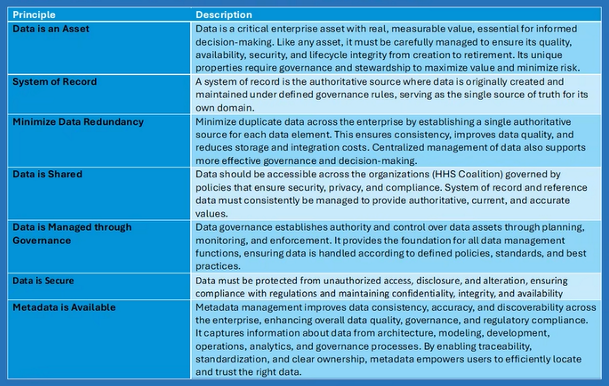 Principle Description
Data is an Asset
Data is a critical enterprise asset with real, measurable value, essential for informed
decision-making. Like any asset, it must be carefully managed to ensure its quality,
availability, security, and lifecycle integrity from creation to retirement. Its unique
properties require governance and stewardship to maximize value and minimize risk.
System of Record
A system of record is the authoritative source where data is originally created and
maintained under defined governance rules, serving as the single source of truth for its
own domain.
Minimize Data Redundancy
Minimize duplicate data across the enterprise by establishing a single authoritative
source for each data element. This ensures consistency, improves data quality, and
reduces storage and integration costs. Centralized management of data also supports
more effective governance and decision-making.
Data is Shared
Data should be accessible across the organizations (HHS Coalition) governed by
policies that ensure security, privacy, and compliance. System of record and reference
data must consistently be managed to provide authoritative, current, and accurate
values.
Data is Managed through
Governance
Data governance establishes authority and control over data assets through planning,
monitoring, and enforcement. It provides the foundation for all data management
functions, ensuring data is handled according to defined policies, standards, and best
practices.
Data is Secure
Data must be protected from unauthorized access, disclosure, and alteration, ensuring
compliance with regulations and maintaining confidentiality, integrity, and availability
Metadata is Available
Metadata management improves data consistency, accuracy, and discoverability across
the enterprise, enhancing overall data quality, governance, and regulatory compliance.
It captures information about data from architecture, modeling, development,
operations, analytics, and governance processes. By enabling traceability,
standardization, and clear ownership, metadata empowers users to efficiently locate
and trust the right data.